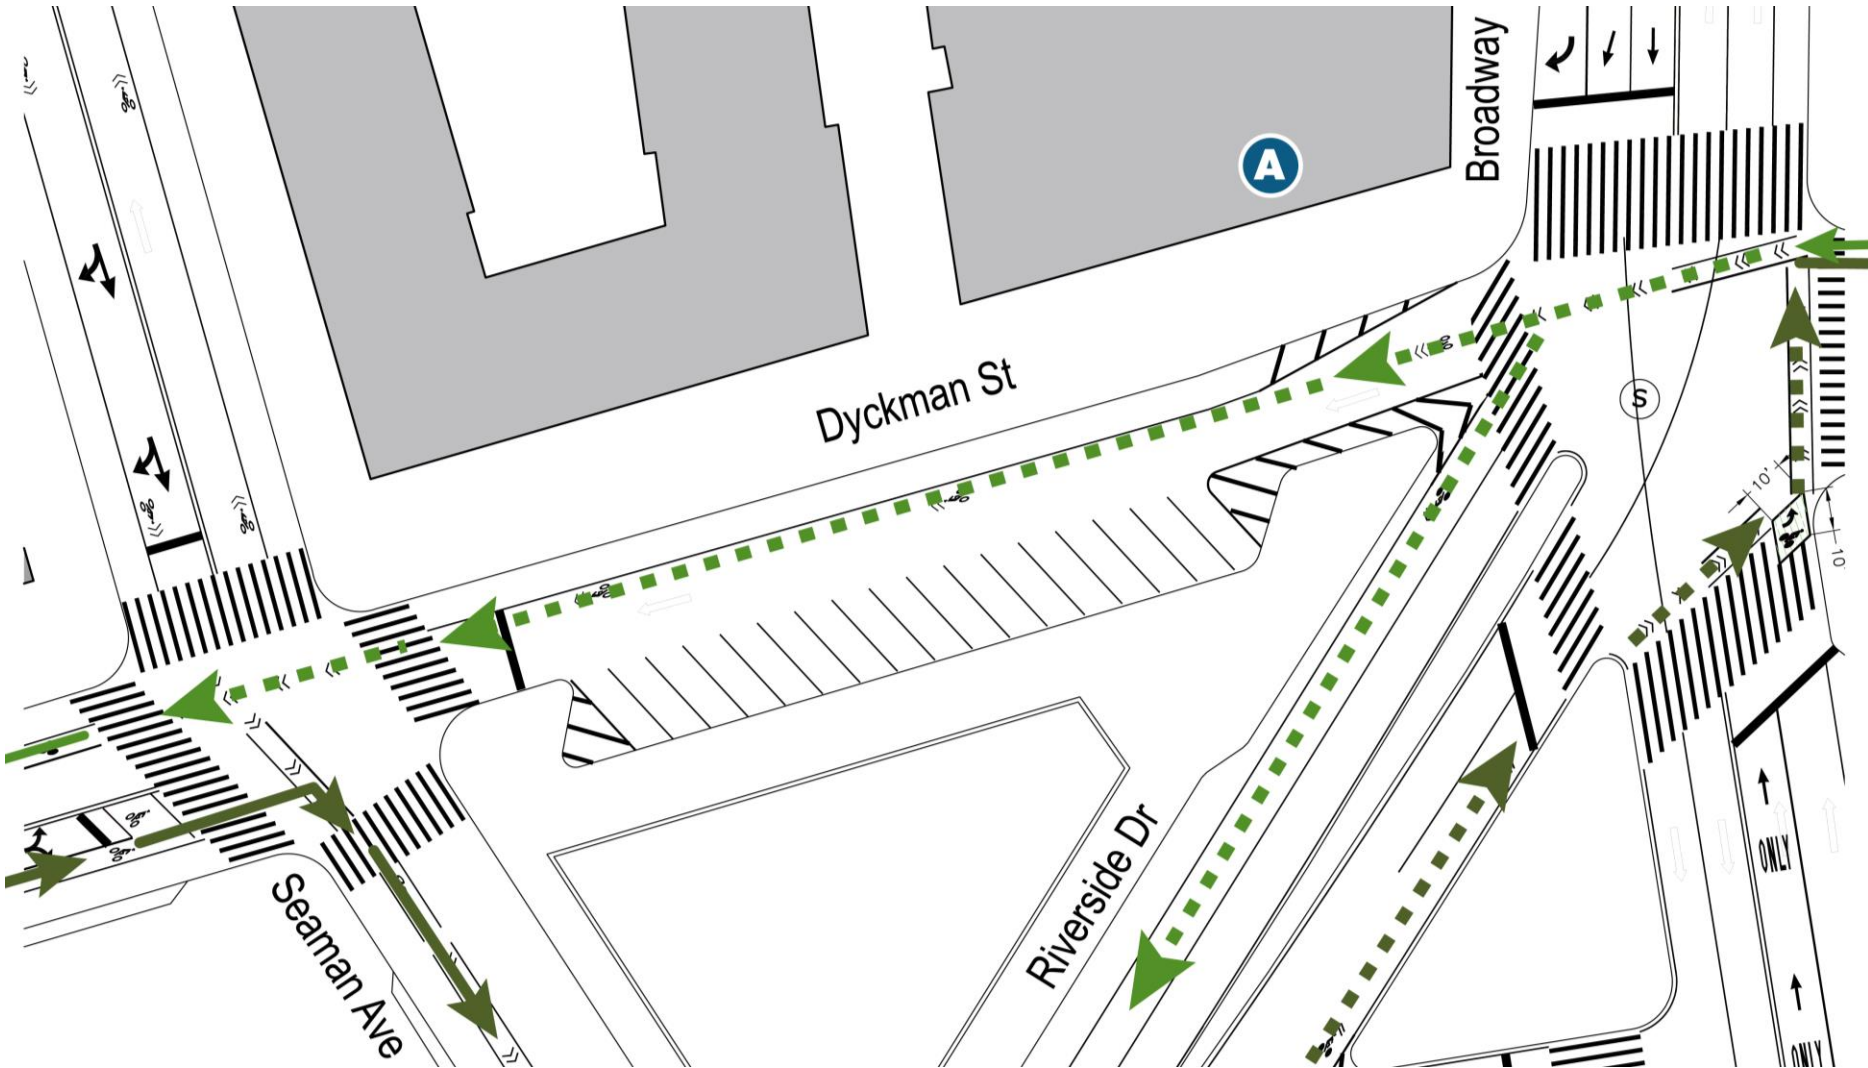 Broadway
A
Dyckman St
S
10'
10'
Riverside Dr
ONLY
Seaman Ave
ONLY